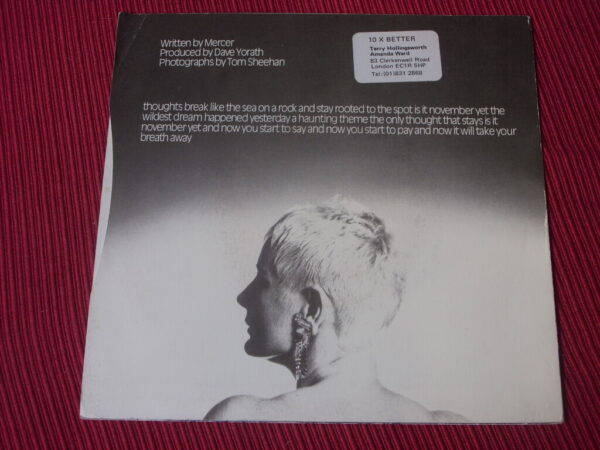 Written by Mercer
Produced by Dave Yorath
Photographs by Tom Sheehan
10 X BETTER
Terry Hollingsworth
Amanda Ward
83 Clerkenwell Road
London EC1R 5HP
Tel:(01)831 2868
thoughts break like the sea on a rock and stay rooted to the spot is it november yet the
wildest dream happened yesterday a haunting theme the only thought that stays is it
november yet and now you start to say and now you start to pay and now it will take your
breath away